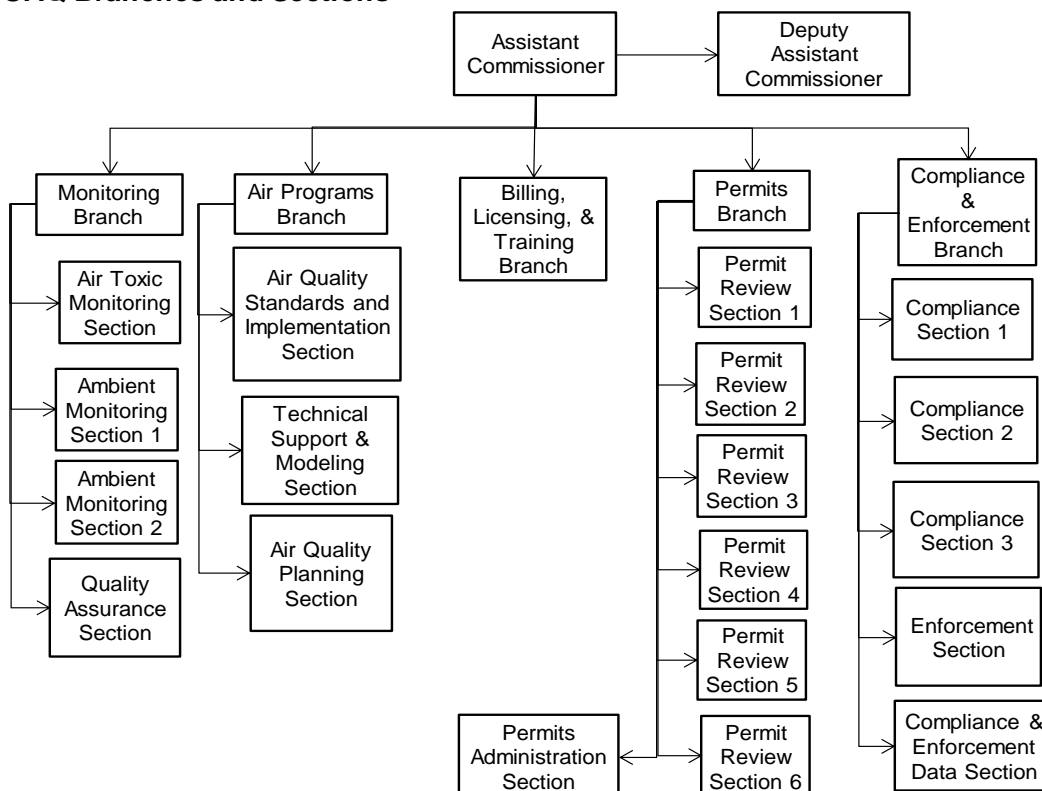 OAQ Branches and Sections
Assistant
Commissioner
Deputy
Assistant
Commissioner
Monitoring
Branch
Air Programs
Branch
Billing,
Licensing, &
Training
Branch
Permits
Branch
Compliance
&
Enforcement
Branch
Air Toxic
Monitoring
Section
Ambient
Monitoring
Section 1
Ambient
Monitoring
Section 2
Quality
Assurance
Section
Air Quality
Standards and
Implementation
Section
Technical
Support &
Modeling
Section
Air Quality
Planning
Section
Permit
Review
Section 1
Permit
Review
Section 2
Permit
Review
Section 3
Permit
Review
Section 4
Permit
Review
Section 5
Permit
Review
Section 6
Permits
Administration
Section
Compliance
Section 1
Compliance
Section 2
Compliance
Section 3
Enforcement
Section
Compliance &
Enforcement
Data Section